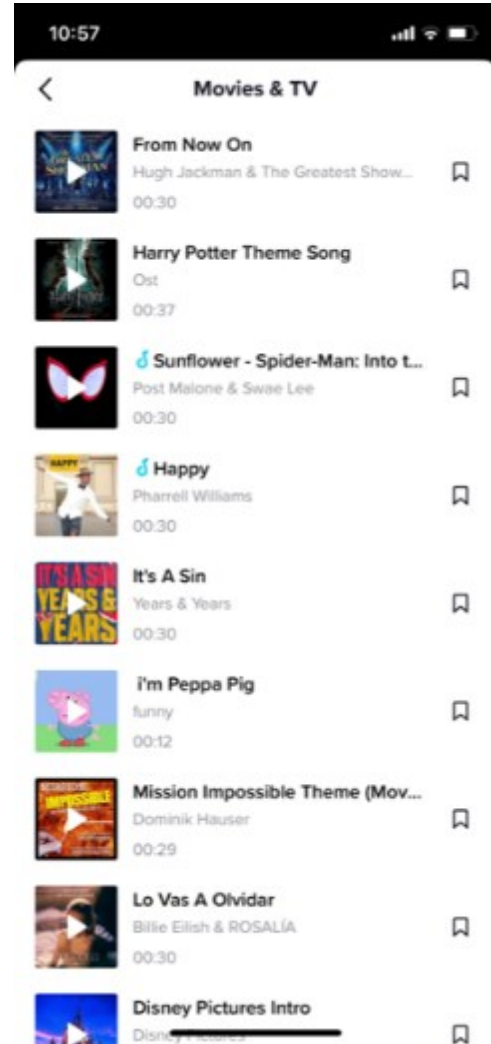 10:57
Movies & TV
From Now On
Hugh Jackman & The Greatest Show...
00:30
Harry Potter Theme Song
Ost
00:37
Sunflower - Spider-Man: Into t...
Post Malone & Swae Lee
00:30
HAPPY
Happy
Pharrell Williams
00:30
IT'S A SIN
YEARS &
YEARS
It's A Sin
Years & Years
00:30
i'm Peppa Pig
funny
00:12
IMPOSSIBLE
Mission Impossible Theme (Mov...
Dominik Hauser
00:29
Lo Vas A Olvidar
Billie Eilish & ROSALÍA
00:30
Disney Pictures Intro
Disney Pictures